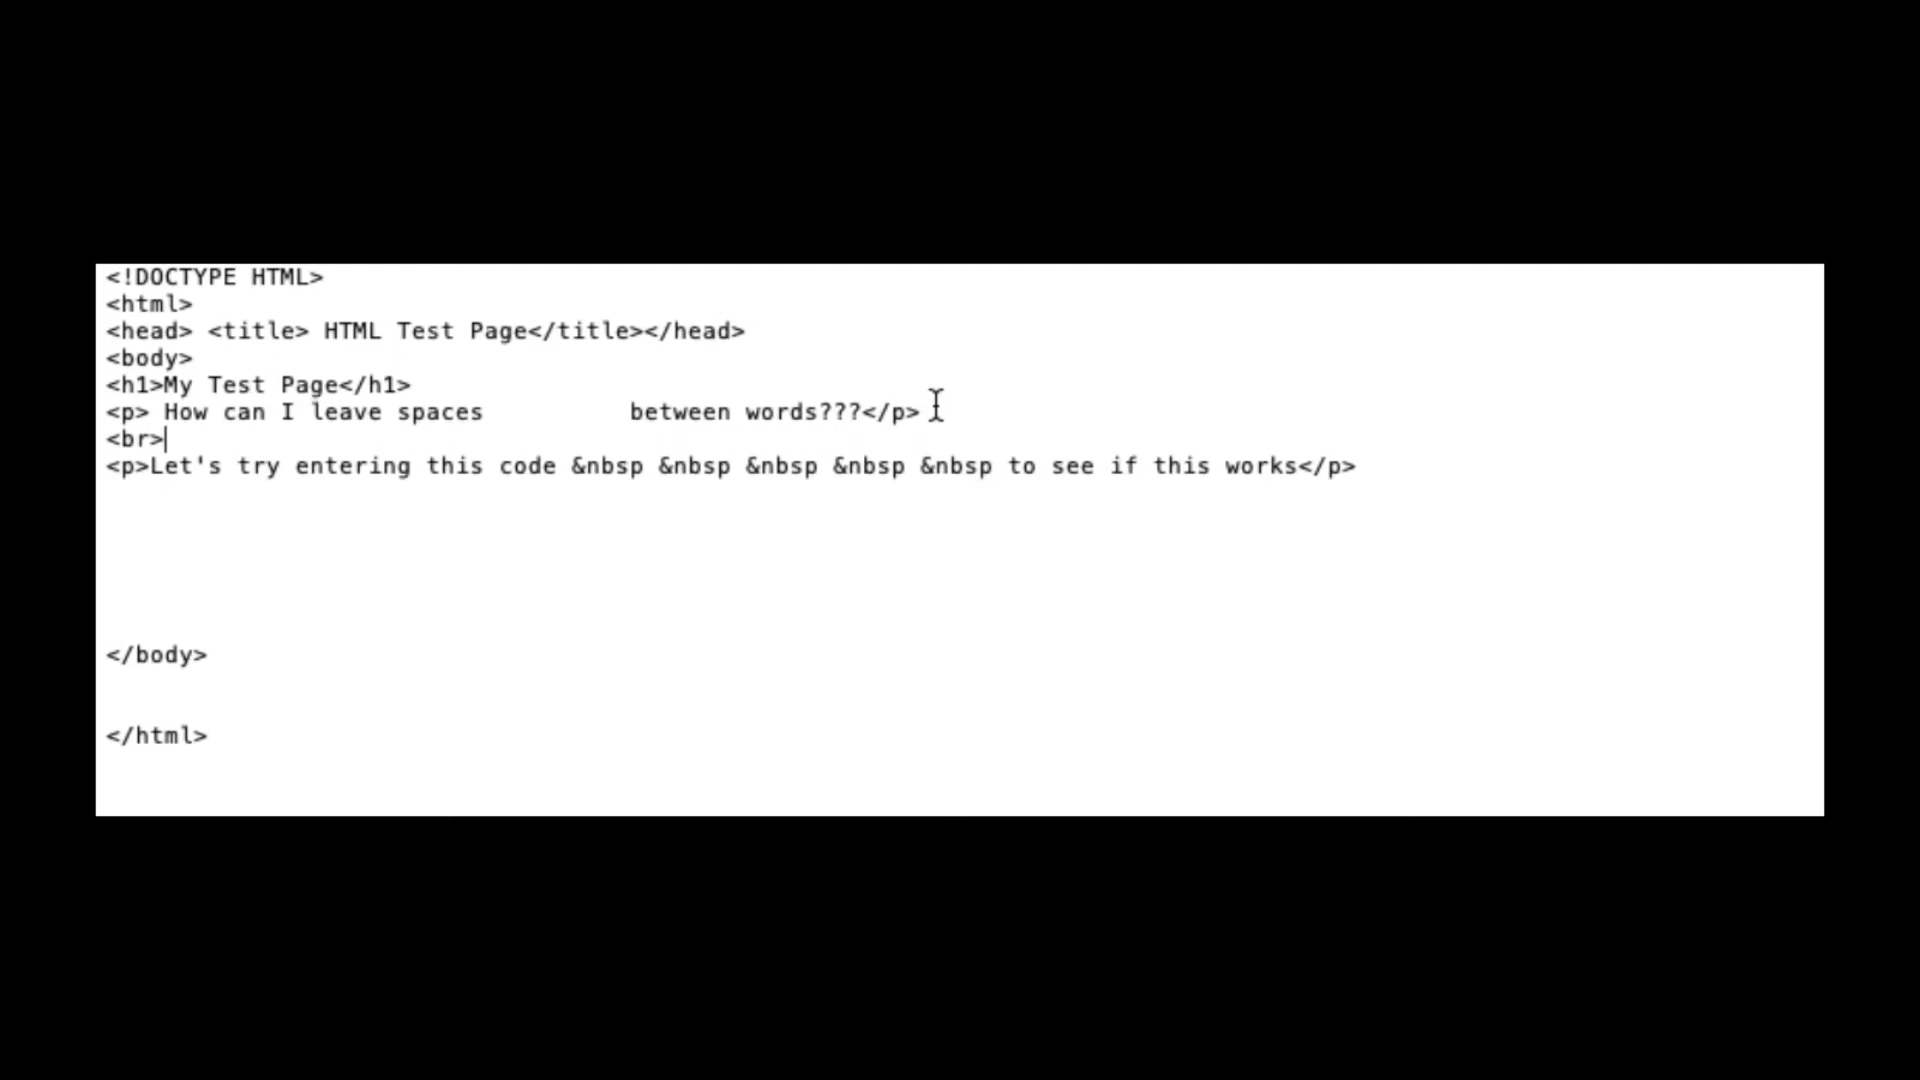 <!DOCTYPE HTML>
<html>
<head> <title> HTML Test Page</title></head>
<body>
<h1>My Test Page</h1>
<p> How can I leave spaces          between words???</p>
<br>
<p>Let's try entering this code &nbsp &nbsp &nbsp &nbsp &nbsp to see if this works</p>
</body>
</html>